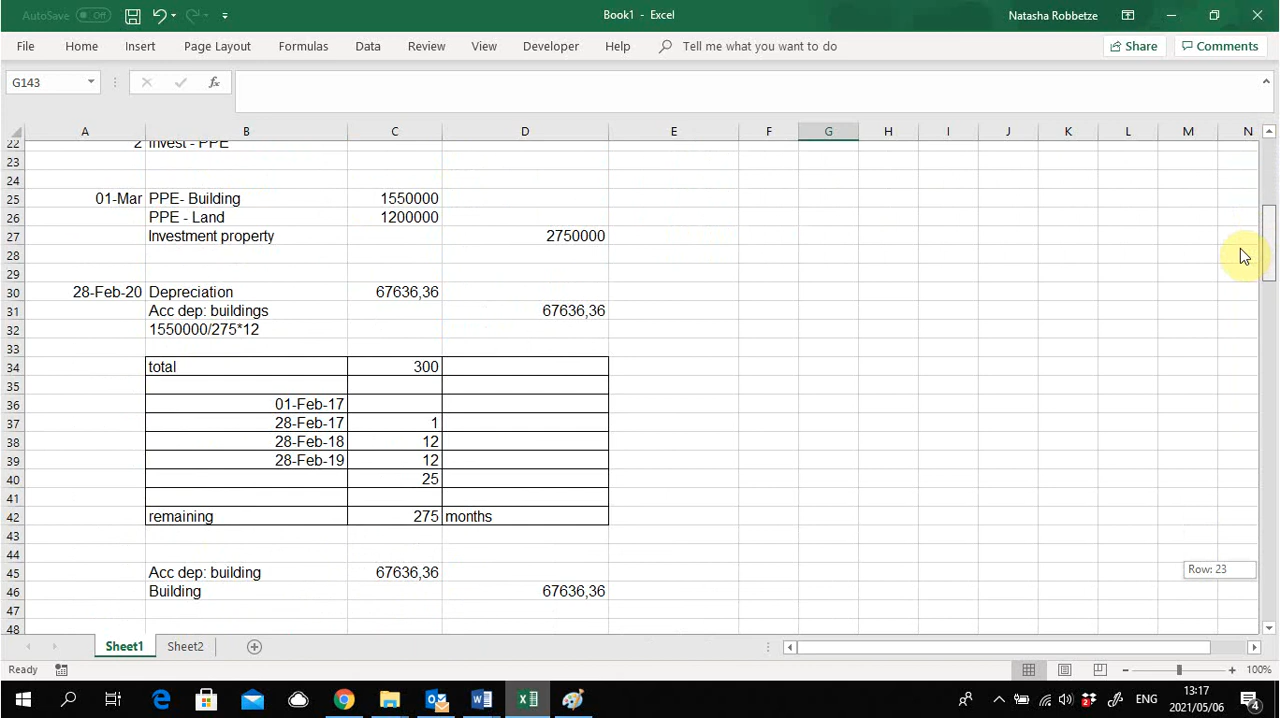 AutoSave Off Book1 - Excel Natasha Robbetze
File Home Insert Page Layout Formulas Data Review View Developer Help Tell me what you want to do Share Comments
G143 fx
A B C D E F G H I J K L M N
22 2 Invest - PPE
23
24
25 01-Mar PPE- Building 1550000
26 PPE - Land 1200000
27 Investment property 2750000
28
29
30 28-Feb-20 Depreciation 67636,36
31 Acc dep: buildings 67636,36
32 1550000/275*12
33
34 total 300
35
36 01-Feb-17
37 28-Feb-17 1
38 28-Feb-18 12
39 28-Feb-19 12
40 25
41
42 remaining 275 months
43
44
45 Acc dep: building 67636,36
46 Building 67636,36
47
48
Row: 23
Sheet1 Sheet2
Ready 100%
ENG 13:17
2021/05/06 4